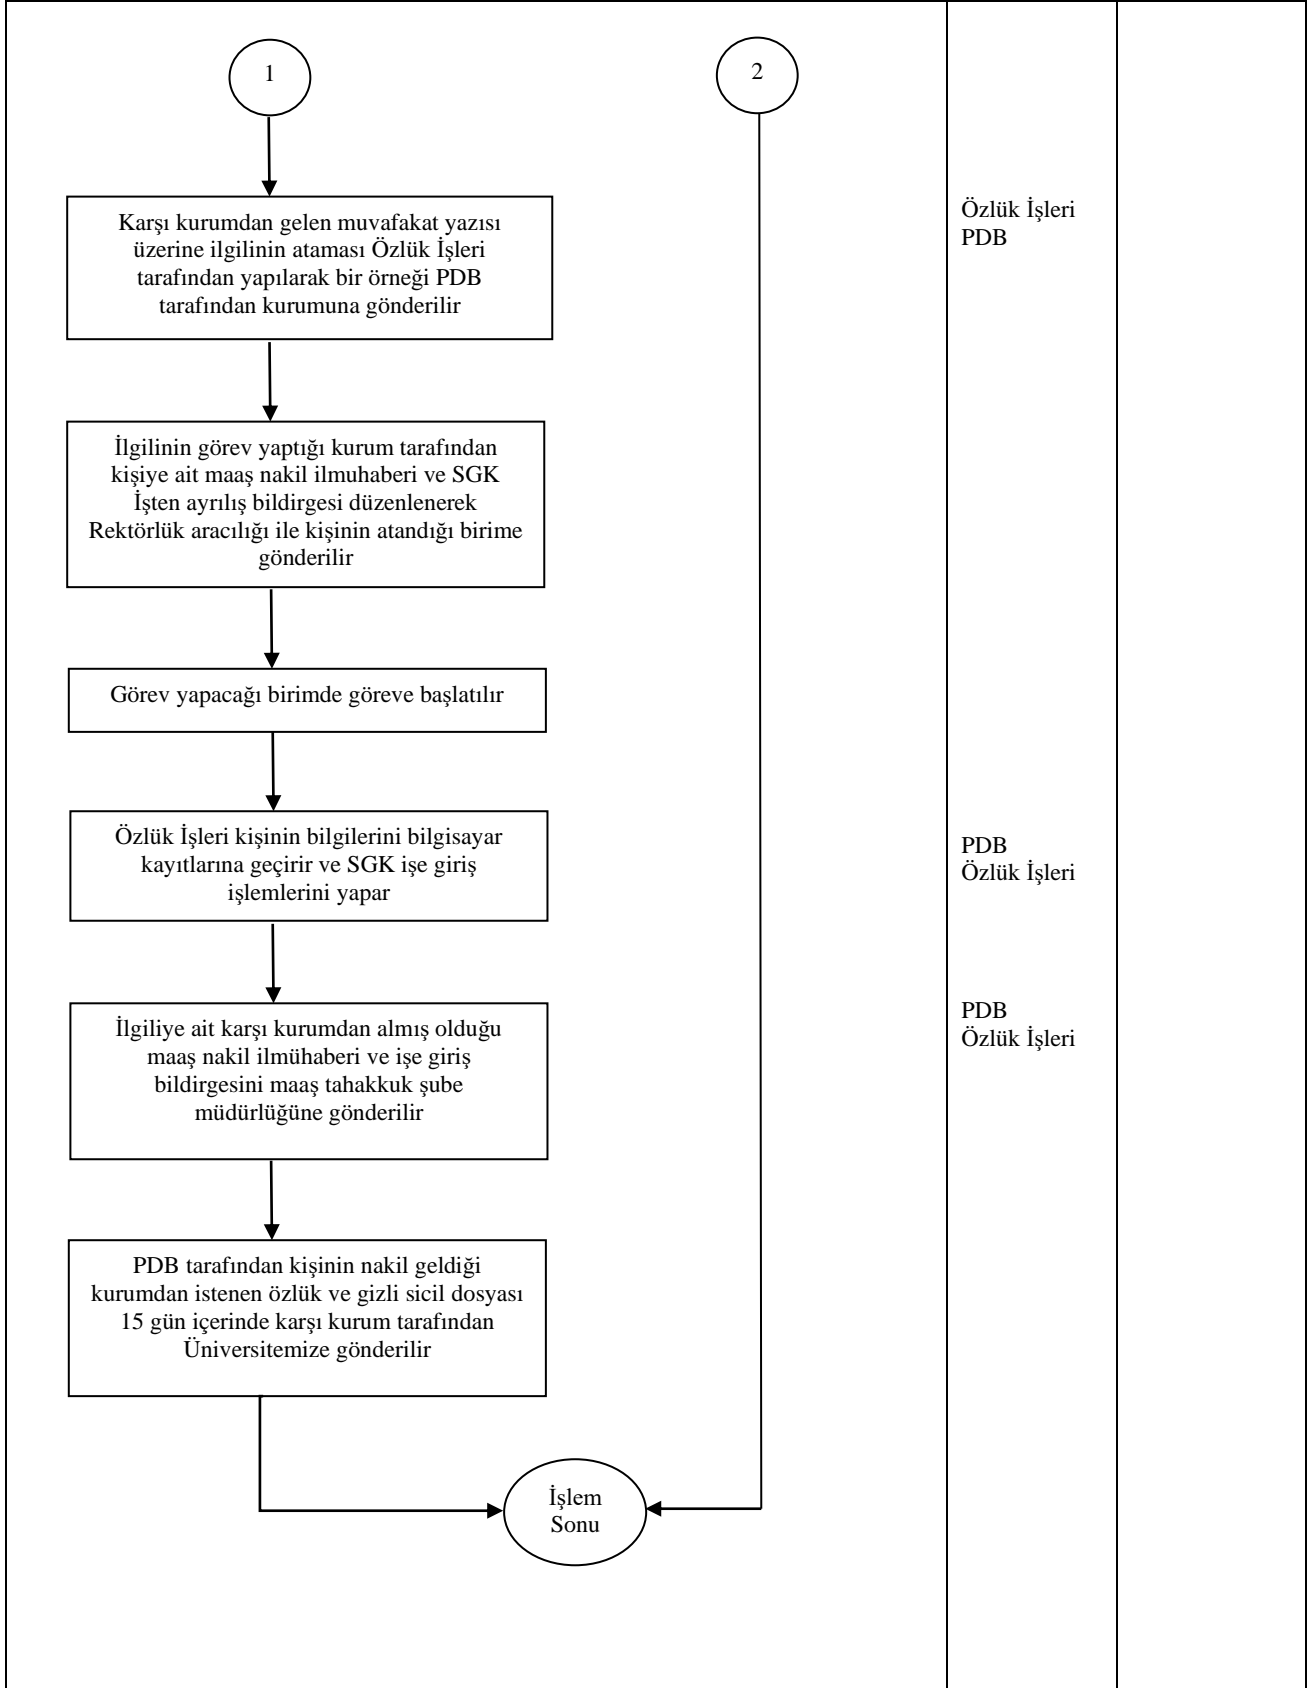 1
2
Karşı kurumdan gelen muvafakat yazısı
üzerine ilgilinin ataması Özlük İşleri
tarafından yapılarak bir örneği PDB
tarafından kurumuna gönderilir
Özlük İşleri
PDB
İlgilinin görev yaptığı kurum tarafından
kişiye ait maaş nakil ilmuhaberi ve SGK
İşten ayrılış bildirgesi düzenlenerek
Rektörlük aracılığı ile kişinin atandığı birime
gönderilir
Görev yapacağı birimde göreve başlatılır
Özlük İşleri kişinin bilgilerini bilgisayar
kayıtlarına geçirir ve SGK işe giriş
işlemlerini yapar
PDB
Özlük İşleri
İlgiliye ait karşı kurumdan almış olduğu
maaş nakil ilmühaberi ve işe giriş
bildirgesini maaş tahakkuk şube
müdürlüğüne gönderilir
PDB
Özlük İşleri
PDB tarafından kişinin nakil geldiği
kurumdan istenen özlük ve gizli sicil dosyası
15 gün içerinde karşı kurum tarafından
Üniversitemize gönderilir
İşlem
Sonu